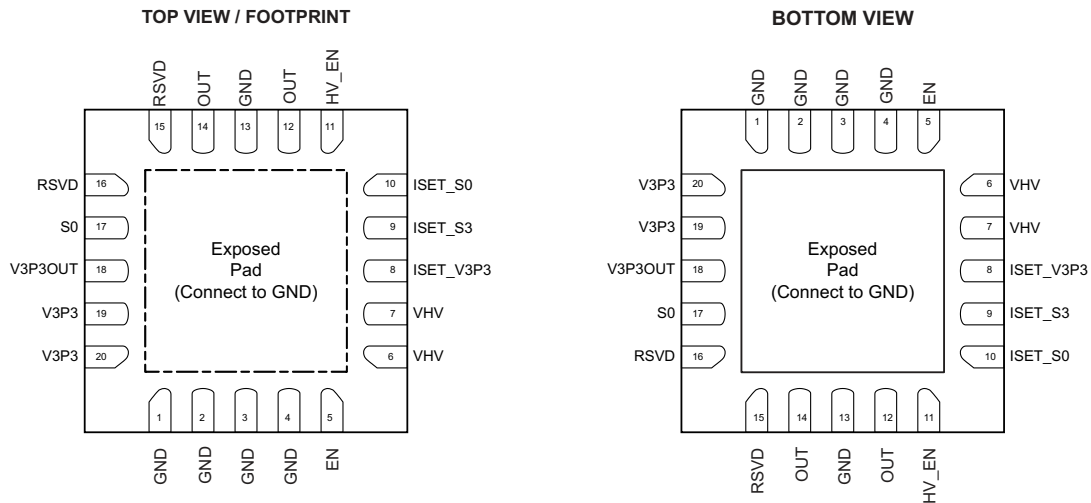 TOP VIEW / FOOTPRINT
RSVD
OUT
GND
OUT
HV_EN
15
14
13
12
11
RSVD 16
S0 17
V3P3OUT 18
V3P3 19
V3P3 20
Exposed
Pad
(Connect to GND)
10 ISET_S0
9 ISET_S3
8 ISET_V3P3
7 VHV
6 VHV
1
2
3
4
5
GND
GND
GND
GND
EN
BOTTOM VIEW
GND
GND
GND
GND
EN
1
2
3
4
5
V3P3 20
V3P3 19
V3P3OUT 18
S0 17
RSVD 16
Exposed
Pad
(Connect to GND)
6 VHV
7 VHV
8 ISET_V3P3
9 ISET_S3
10 ISET_S0
15
14
13
12
11
RSVD
OUT
GND
OUT
HV_EN